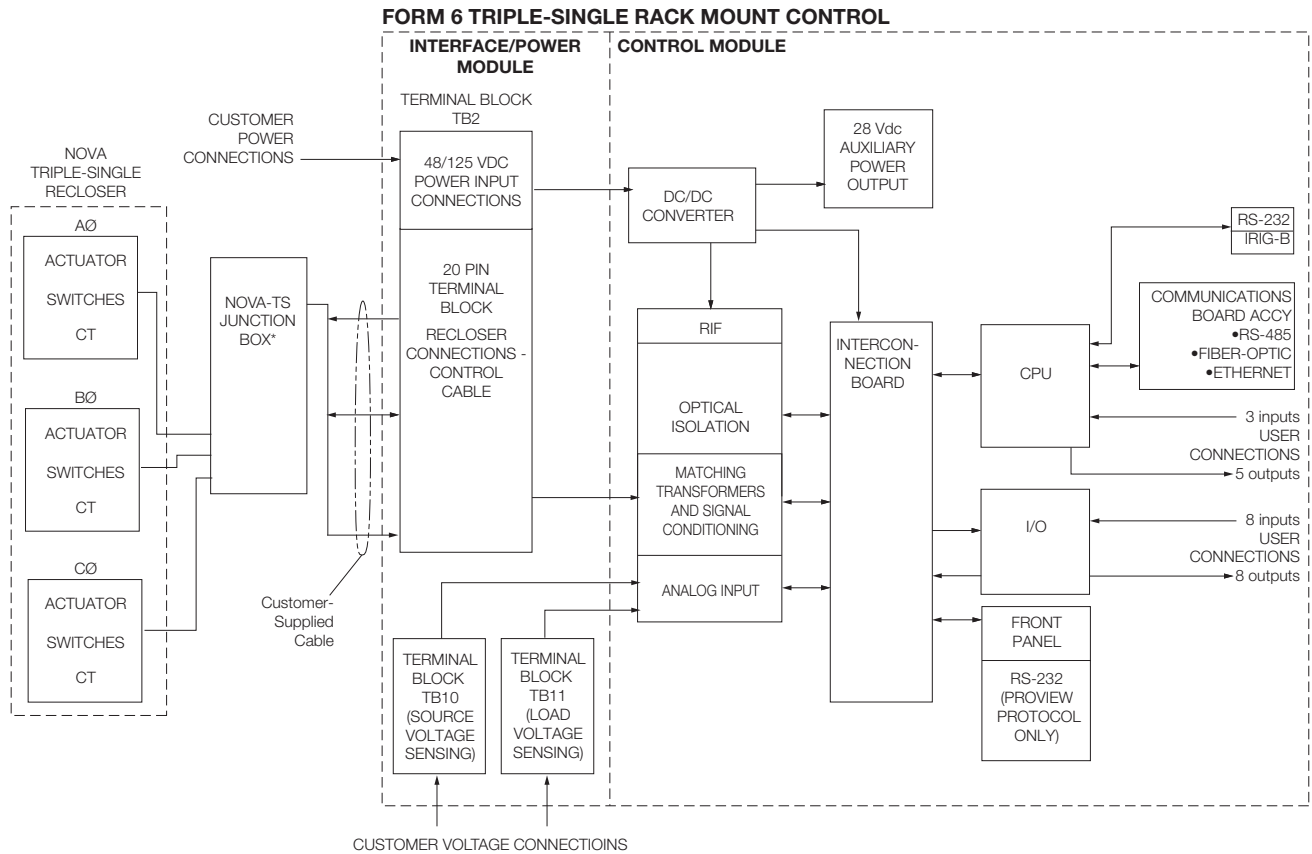 FORM 6 TRIPLE-SINGLE RACK MOUNT CONTROL
INTERFACE/POWER
MODULE
CONTROL MODULE
TERMINAL BLOCK
TB2
CUSTOMER
POWER
CONNECTIONS
48/125 VDC
POWER INPUT
CONNECTIONS
28 Vdc
AUXILIARY
POWER
OUTPUT
NOVA
TRIPLE-SINGLE
RECLOSER
DC/DC
CONVERTER
RS-232
IRIG-B
AØ
ACTUATOR
SWITCHES
CT
NOVA-TS
JUNCTION
BOX*
20 PIN
TERMINAL
BLOCK
RECLOSER
CONNECTIONS -
CONTROL
CABLE
RIF
OPTICAL
ISOLATION
MATCHING
TRANSFORMERS
AND SIGNAL
CONDITIONING
ANALOG INPUT
INTERCON-
NECTION
BOARD
CPU
COMMUNICATIONS
BOARD ACCY
•RS-485
•FIBER-OPTIC
•ETHERNET
3 inputs
USER
CONNECTIONS
5 outputs
BØ
ACTUATOR
SWITCHES
CT
I/O
8 inputs
USER
CONNECTIONS
8 outputs
CØ
ACTUATOR
SWITCHES
CT
Customer-
Supplied
Cable
TERMINAL
BLOCK
TB10
(SOURCE
VOLTAGE
SENSING)
TERMINAL
BLOCK
TB11
(LOAD
VOLTAGE
SENSING)
FRONT
PANEL
RS-232
(PROVIEW
PROTOCOL
ONLY)
CUSTOMER VOLTAGE CONNECTIOINS